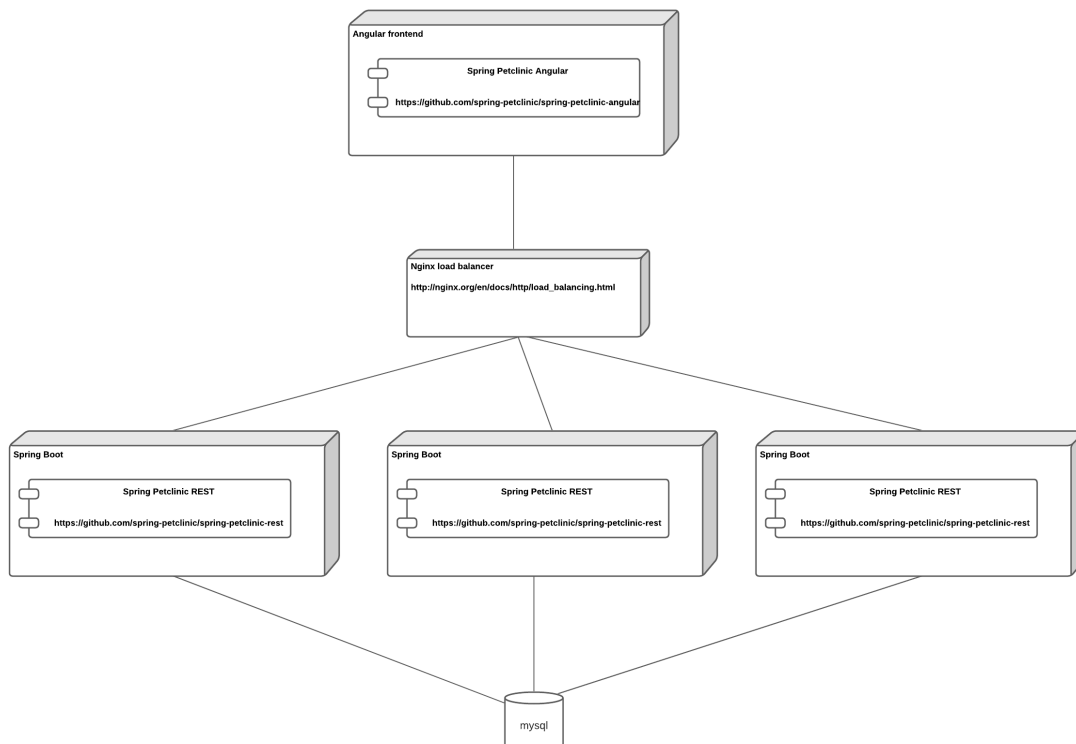 Angular frontend
Spring Petclinic Angular
https://github.com/spring-petclinic/spring-petclinic-angular
Nginx load balancer
http://nginx.org/en/docs/http/load_balancing.html
Spring Boot
Spring Petclinic REST
https://github.com/spring-petclinic/spring-petclinic-rest
Spring Boot
Spring Petclinic REST
https://github.com/spring-petclinic/spring-petclinic-rest
Spring Boot
Spring Petclinic REST
https://github.com/spring-petclinic/spring-petclinic-rest
mysql